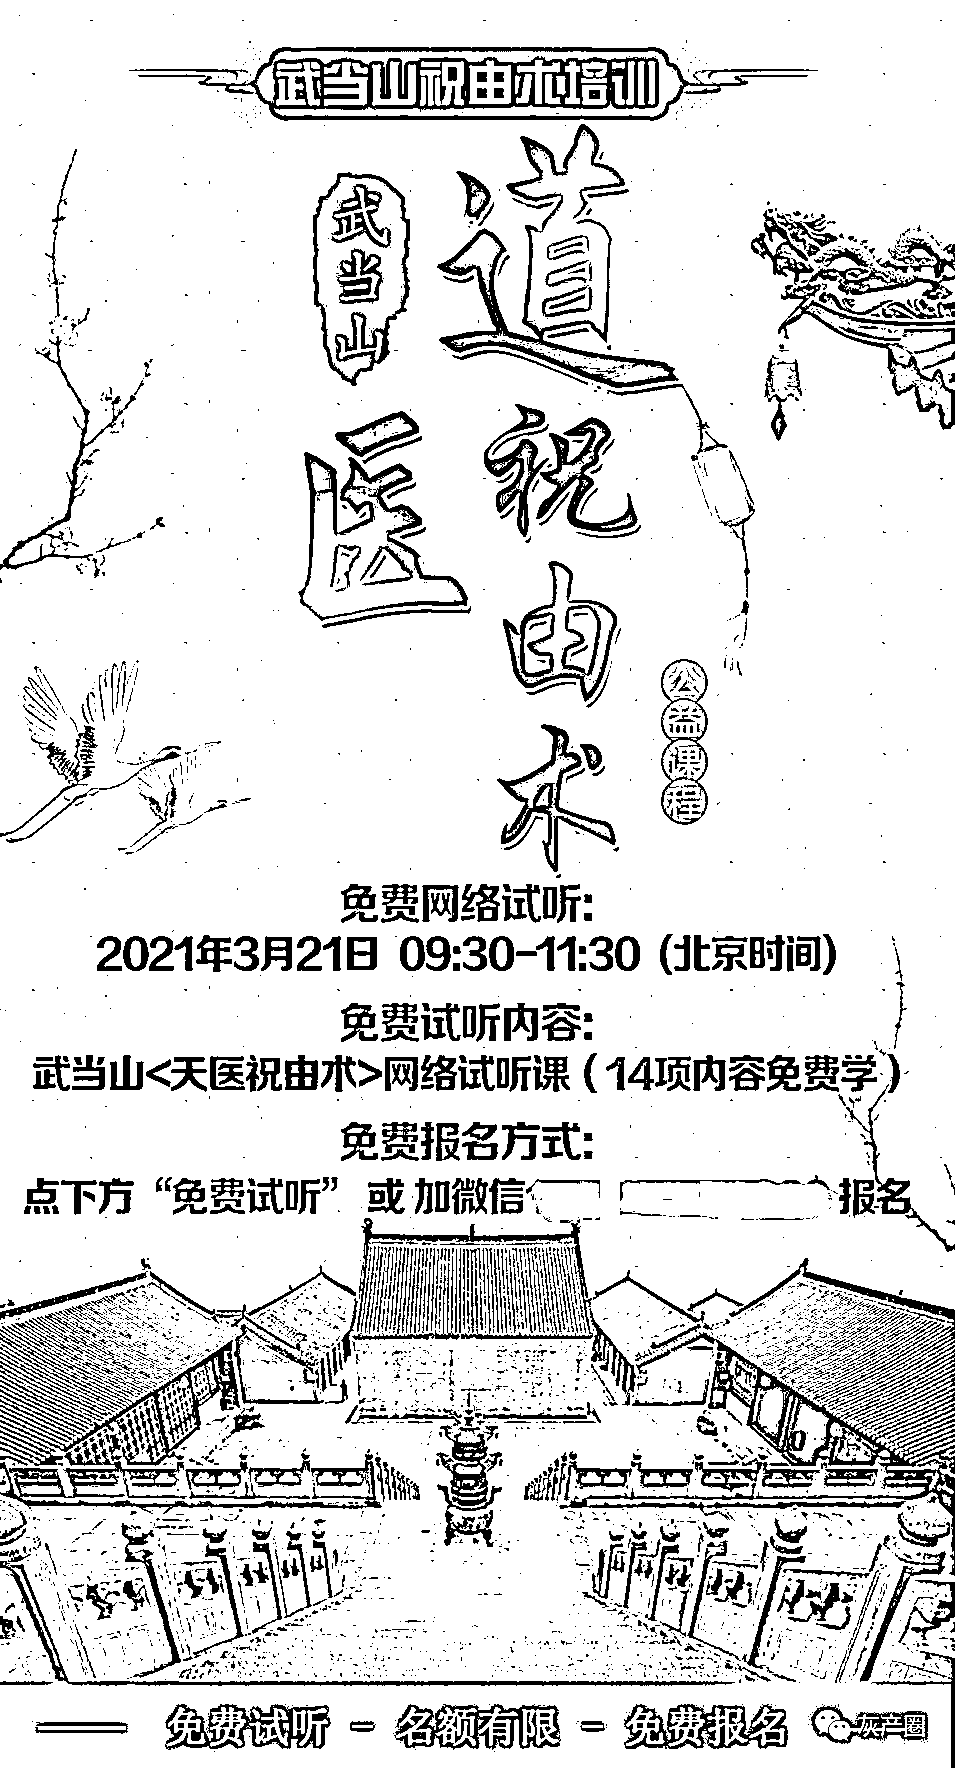 武当山祝由术培训
武当山
道医
祝由术
公益课程
免费网络试听:
2021年3月21日 09:30-11:30 (北京时间)
免费试听内容:
武当山<天医祝由术>网络试听课(14项内容免费学)
免费报名方式:
点下方“免费试听” 或 加微信 报名
免费试听 - 名额有限 - 免费报名
灰产圈